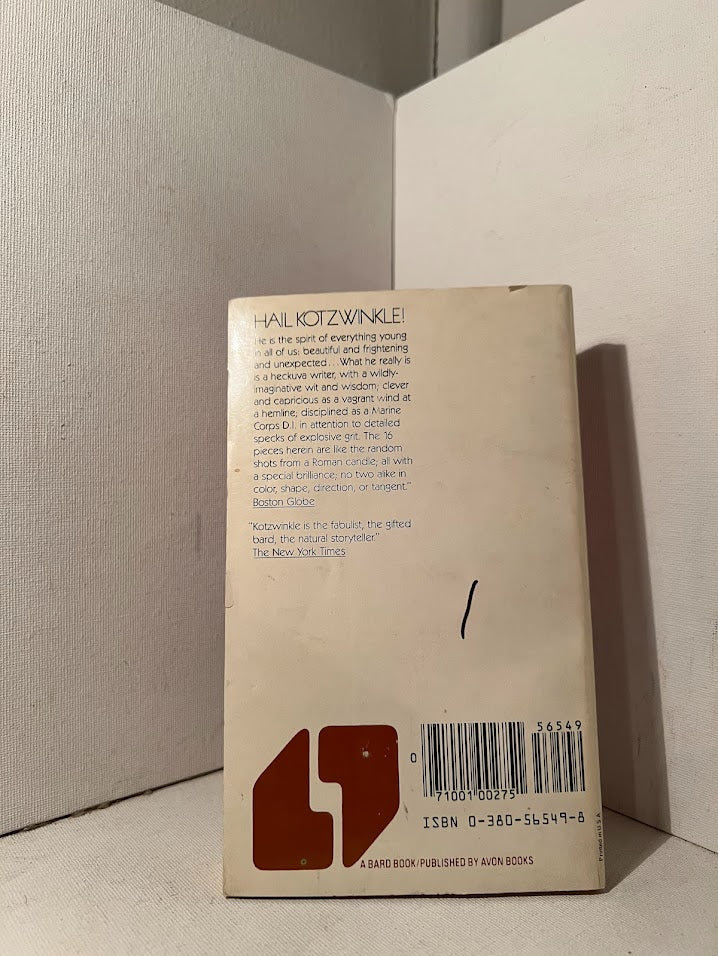 HAIL KOTZWINKLE!
He is the spirit of everything young
in all of us: beautiful and frightening
and unexpected...What he really is
is a heckuva writer, with a wildly-
imaginative wit and wisdom; clever
and capricious as a vagrant wind at
a hemline; disciplined as a Marine
Corps D.I. in attention to detailed
specks of explosive grit. The 16
pieces herein are like the random
shots from a Roman candle; all with
a special brilliance; no two alike in
color, shape, direction, or tangent."
Boston Globe
"Kotzwinkle is the fabulist, the gifted
bard, the natural storyteller."
The New York Times
56549
0
71001 00275
ISBN 0-380-56549-8
A BARD BOOK/PUBLISHED BY AVON BOOKS
Printed in U.S.A.